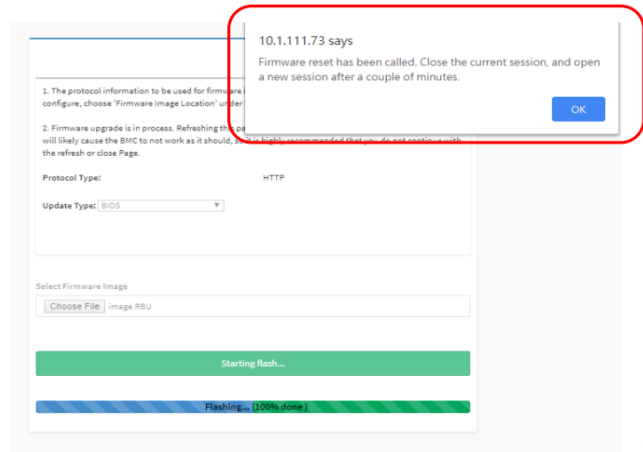 10.1.111.73 says
Firmware reset has been called. Close the current session, and open
a new session after a couple of minutes.
OK
1. The protocol information to be used for firmware
configure, choose 'Firmware Image Location' under
2. Firmware upgrade is in process. Refreshing this
will likely cause the BMC to not work as it should, so it is highly recommended that you do not continue with
the refresh or close Page.
Protocol Type: HTTP
Update Type: BIOS
Select Firmware Image
Choose File image.RBU
Starting flash...
Flashing... (100% done )